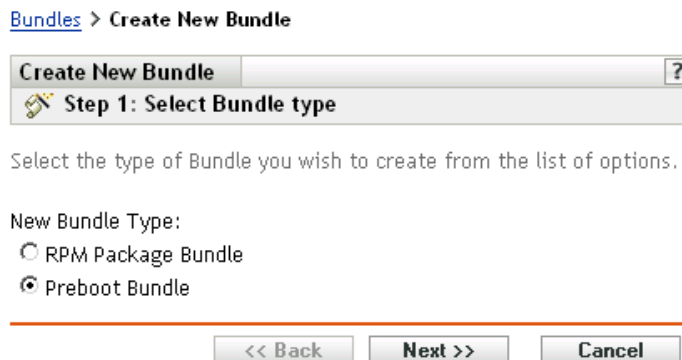 Bundles > Create New Bundle
Create New Bundle ?
Step 1: Select Bundle type
Select the type of Bundle you wish to create from the list of options.
New Bundle Type:
RPM Package Bundle
Preboot Bundle
<< Back Next >> Cancel